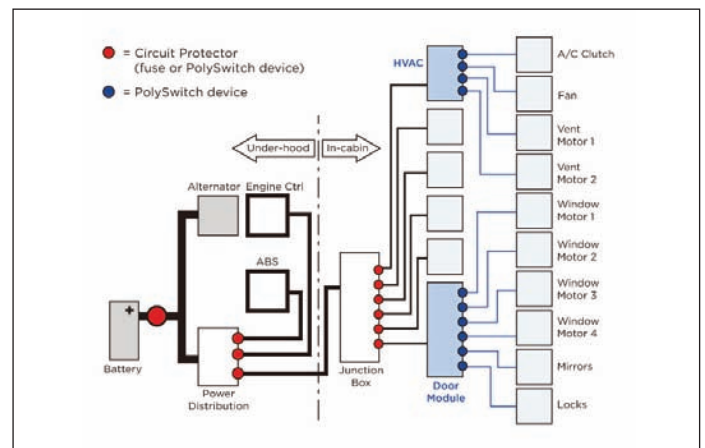 = Circuit Protector
(fuse or PolySwitch device)
= PolySwitch device
Under-hood
In-cabin
HVAC
A/C Clutch
Fan
Vent
Motor 1
Vent
Motor 2
Window
Motor 1
Window
Motor 2
Window
Motor 3
Window
Motor 4
Mirrors
Locks
Alternator
Engine Ctrl
ABS
+
Battery
Power
Distribution
Junction
Box
Door
Module